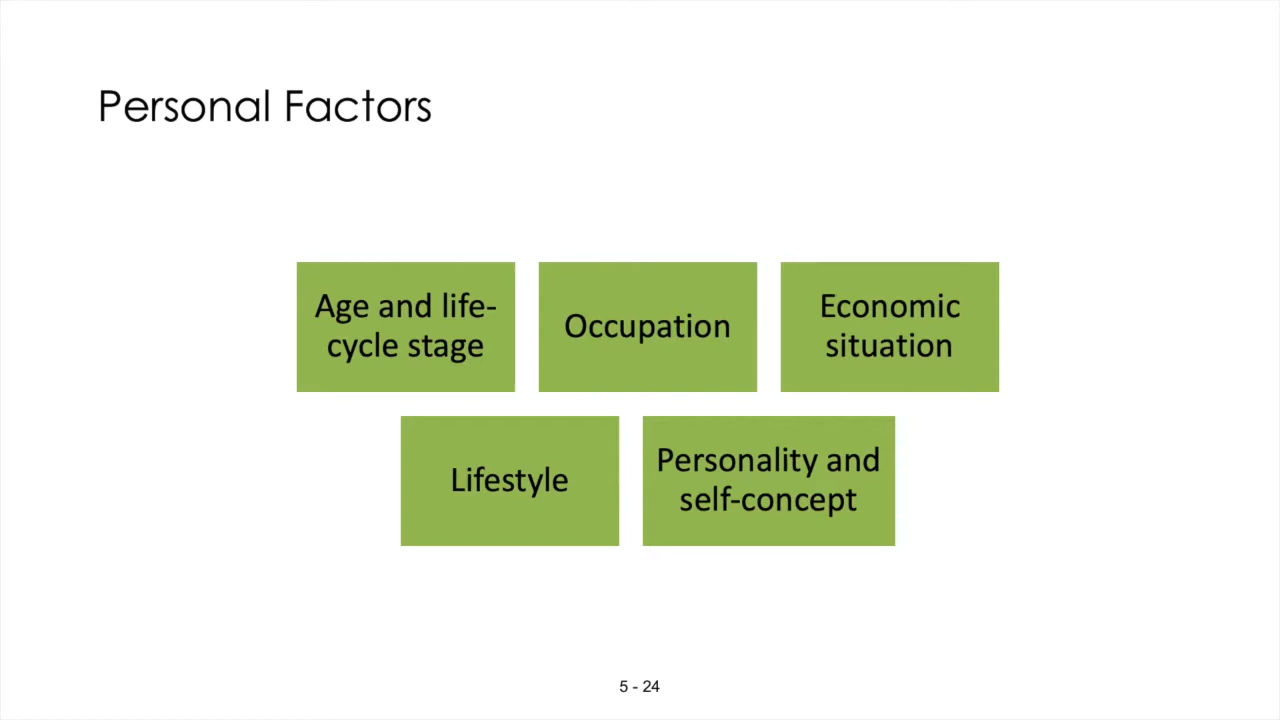 Personal Factors
Age and life-
cycle stage
Occupation
Economic
situation
Lifestyle
Personality and
self-concept
5 - 24